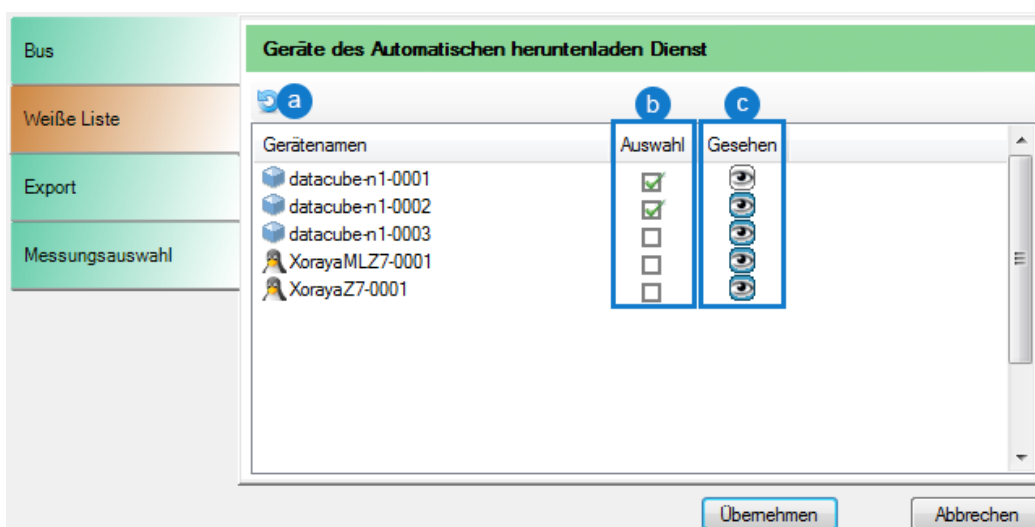 Bus
Weiße Liste
Export
Messungsauswahl
Geräte des Automatischen heruntenladen Dienst
a
b
c
Gerätenamen Auswahl Gesehen
datacube-n1-0001
datacube-n1-0002
datacube-n1-0003
XorayaMLZ7-0001
XorayaZ7-0001
Übernehmen Abbrechen